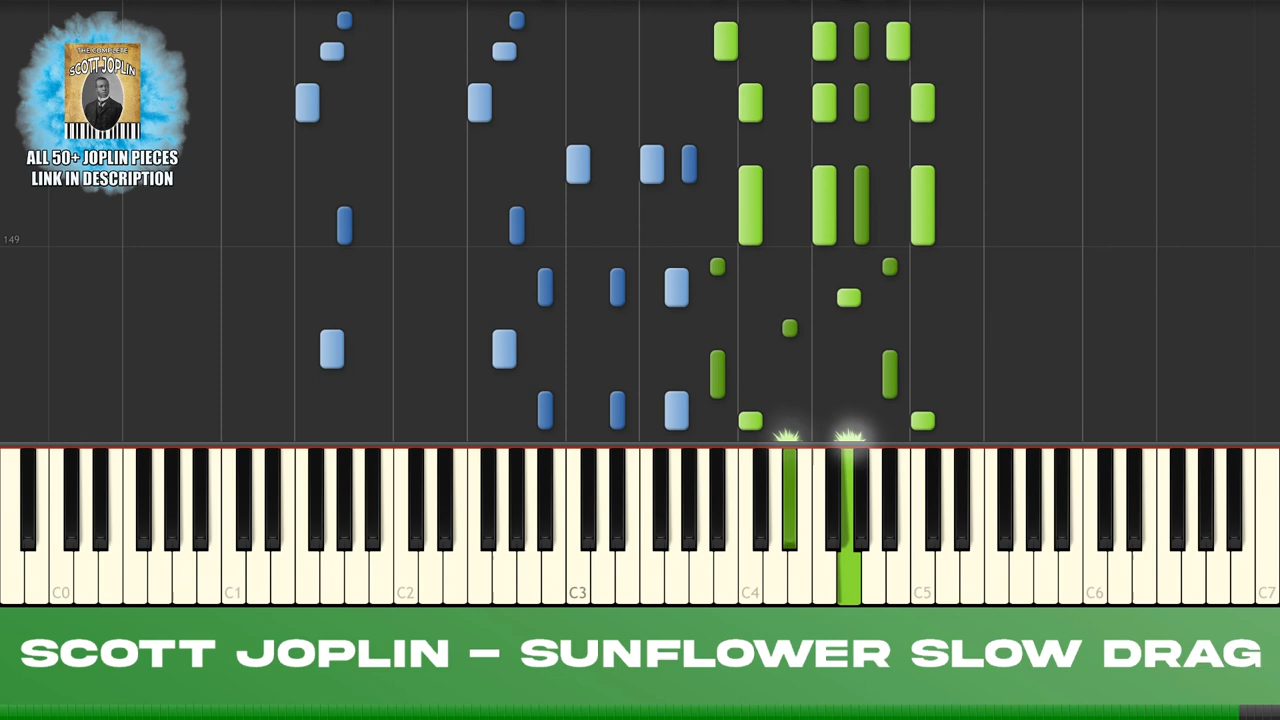 THE COMPLETE
SCOTT JOPLIN
ALL 50+ JOPLIN PIECES
LINK IN DESCRIPTION
149
C0 C1 C2 C3 C4 C5 C6 C7
SCOTT JOPLIN - SUNFLOWER SLOW DRAG